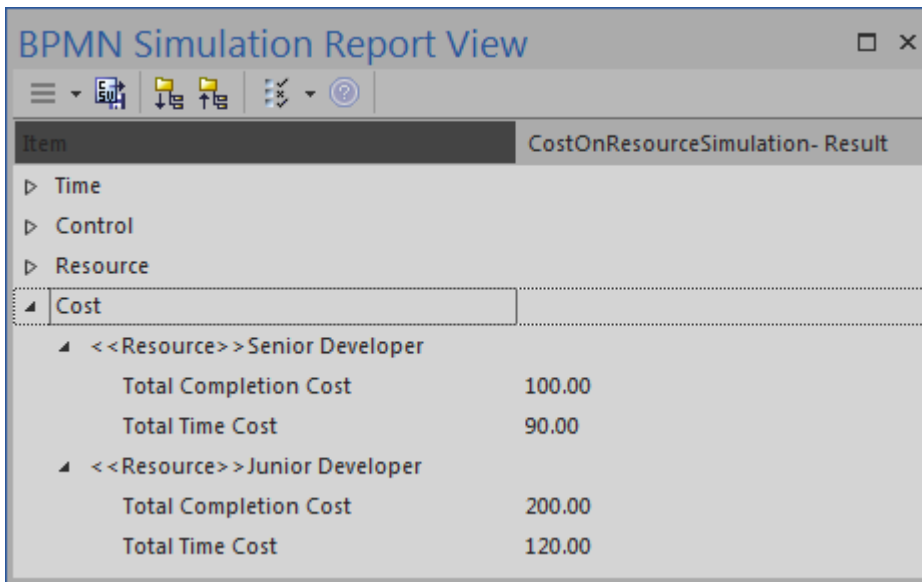 BPMN Simulation Report View
Item CostOnResourceSimulation- Result
Time
Control
Resource
Cost
<<Resource>>Senior Developer
Total Completion Cost 100.00
Total Time Cost 90.00
<<Resource>>Junior Developer
Total Completion Cost 200.00
Total Time Cost 120.00